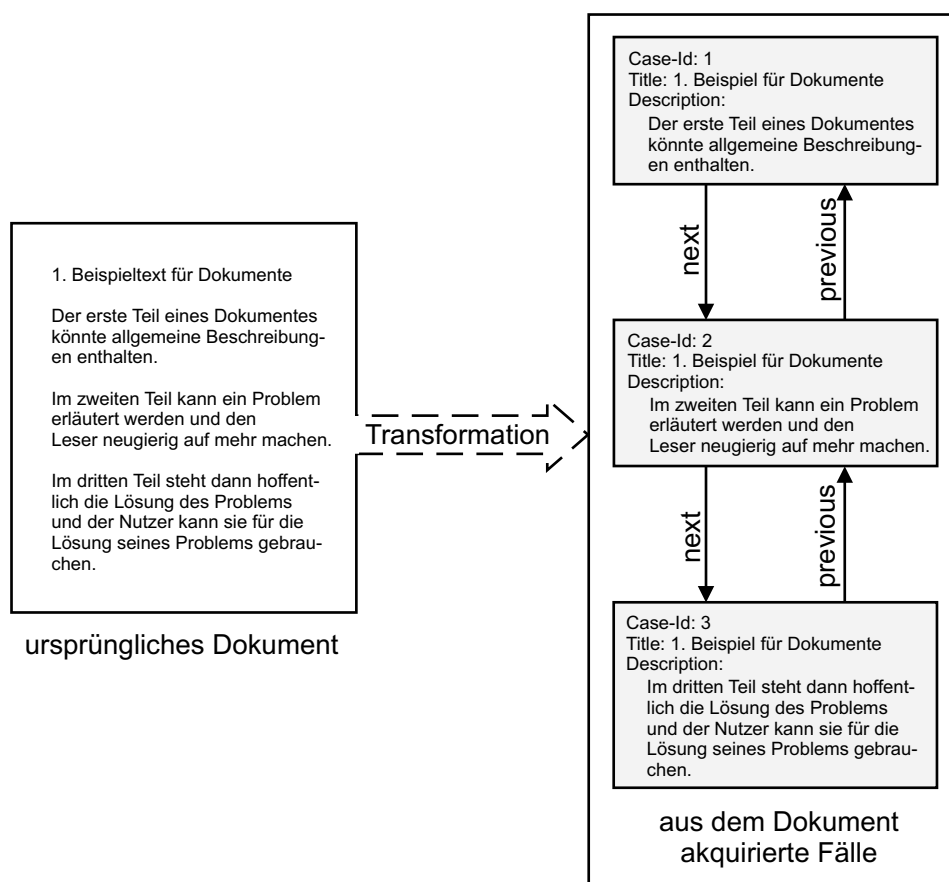 1. Beispieltext für Dokumente
Der erste Teil eines Dokumentes
könnte allgemeine Beschreibung-
en enthalten.
Im zweiten Teil kann ein Problem
erläutert werden und den
Leser neugierig auf mehr machen.
Im dritten Teil steht dann hoffent-
lich die Lösung des Problems
und der Nutzer kann sie für die
Lösung seines Problems gebrau-
chen.
ursprüngliches Dokument
Transformation
Case-Id: 1
Title: 1. Beispiel für Dokumente
Description:
Der erste Teil eines Dokumentes
könnte allgemeine Beschreibung-
en enthalten.
next
previous
Case-Id: 2
Title: 1. Beispiel für Dokumente
Description:
Im zweiten Teil kann ein Problem
erläutert werden und den
Leser neugierig auf mehr machen.
next
previous
Case-Id: 3
Title: 1. Beispiel für Dokumente
Description:
Im dritten Teil steht dann hoffent-
lich die Lösung des Problems
und der Nutzer kann sie für die
Lösung seines Problems gebrau-
chen.
aus dem Dokument
akquirierte Fälle